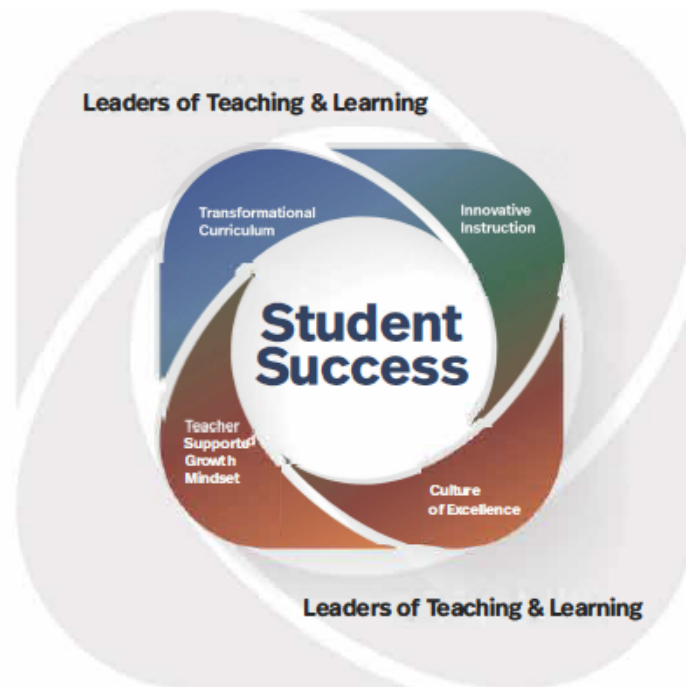 Leaders of Teaching & Learning
Transformational
Curriculum
Innovative
Instruction
Student
Success
Teacher
Supported
Growth
Mindset
Culture
of Excellence
Leaders of Teaching & Learning